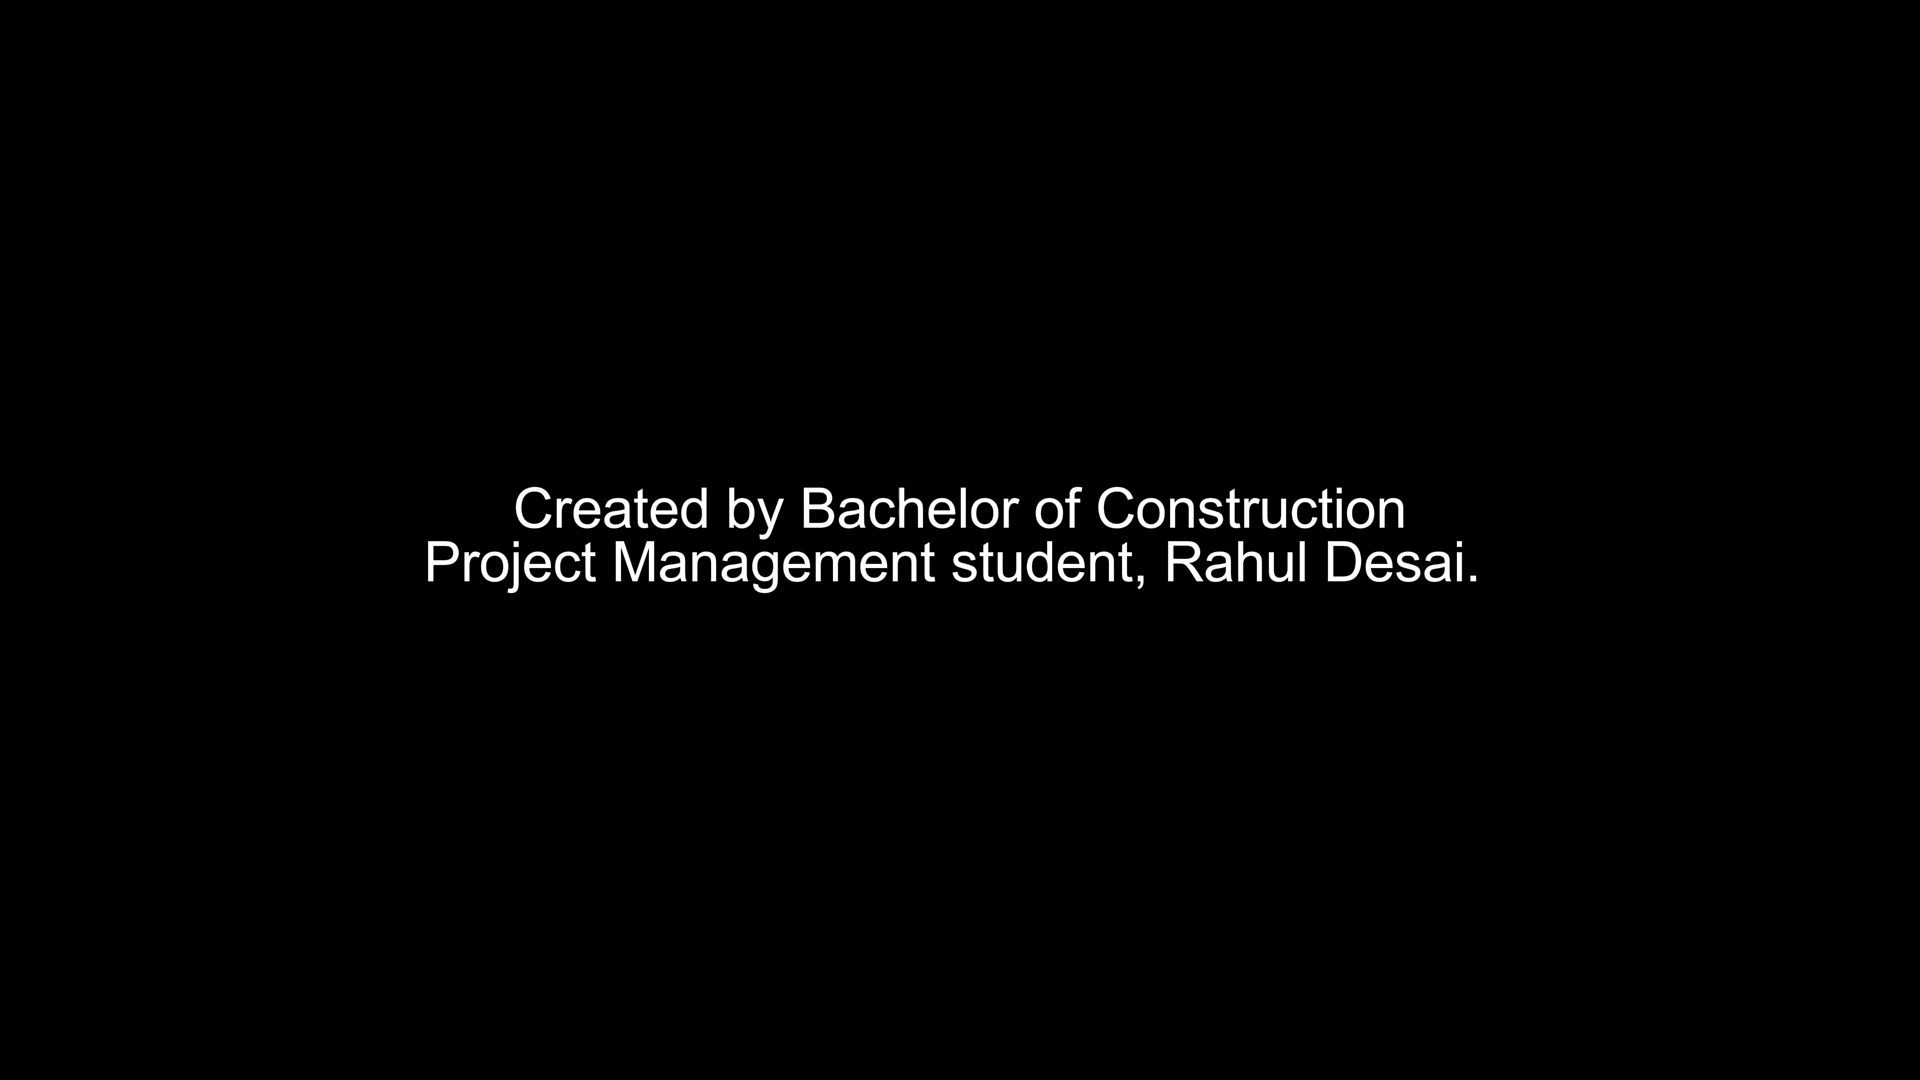 Created by Bachelor of Construction
Project Management student, Rahul Desai.